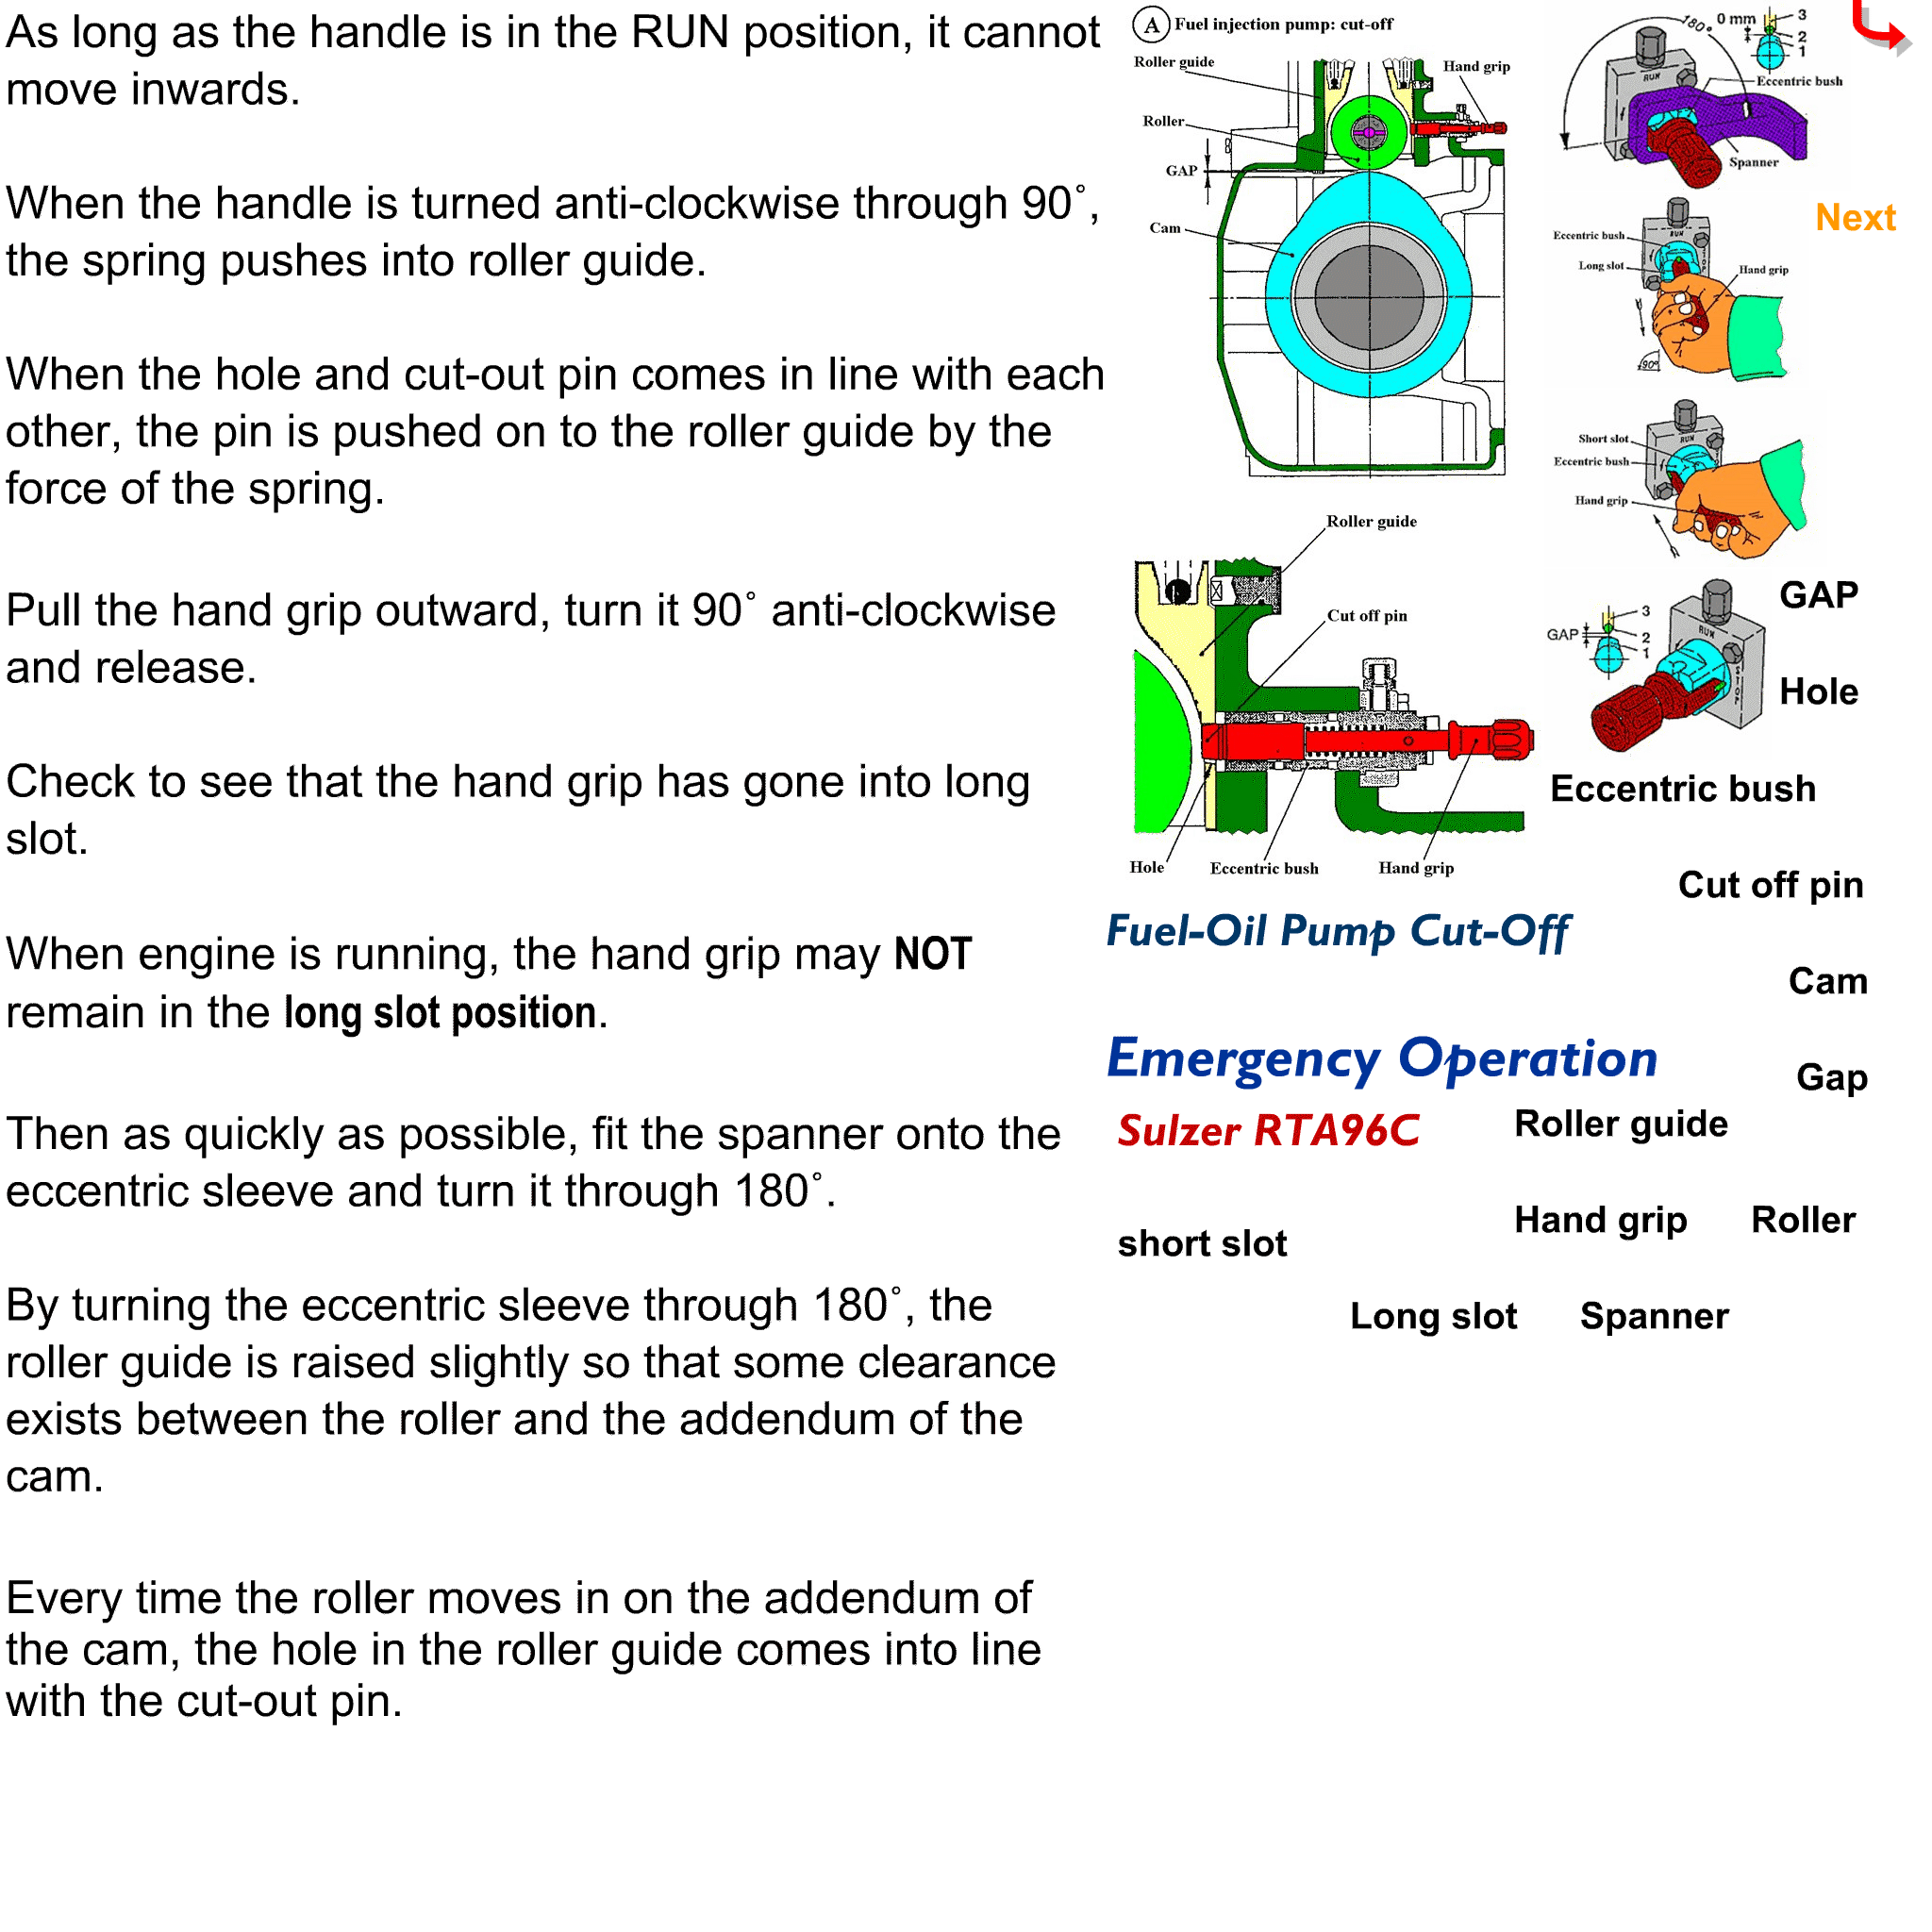 As long as the handle is in the RUN position, it cannot
move inwards.
When the handle is turned anti-clockwise through 90°,
the spring pushes into roller guide.
When the hole and cut-out pin comes in line with each
other, the pin is pushed on to the roller guide by the
force of the spring.
Pull the hand grip outward, turn it 90° anti-clockwise
and release.
Check to see that the hand grip has gone into long
slot.
When engine is running, the hand grip may NOT
remain in the long slot position.
Then as quickly as possible, fit the spanner onto the
eccentric sleeve and turn it through 180°.
By turning the eccentric sleeve through 180°, the
roller guide is raised slightly so that some clearance
exists between the roller and the addendum of the
cam.
Every time the roller moves in on the addendum of
the cam, the hole in the roller guide comes into line
with the cut-out pin.
A Fuel injection pump: cut-off
Roller guide
Hand grip
Roller
GAP
Cam
180°
0 mm
3
2
1
RUN
Eccentric bush
Spanner
Next
RUN
Eccentric bush
Long slot
Hand grip
STOP
90°
Short slot
RUN
Eccentric bush
Hand grip
Roller guide
Cut off pin
Hole
Eccentric bush
Hand grip
GAP
3
2
1
RUN
STOP
GAP
Hole
Eccentric bush
Cut off pin
Fuel-Oil Pump Cut-Off
Cam
Emergency Operation
Gap
Sulzer RTA96C
Roller guide
Hand grip
Roller
short slot
Long slot
Spanner